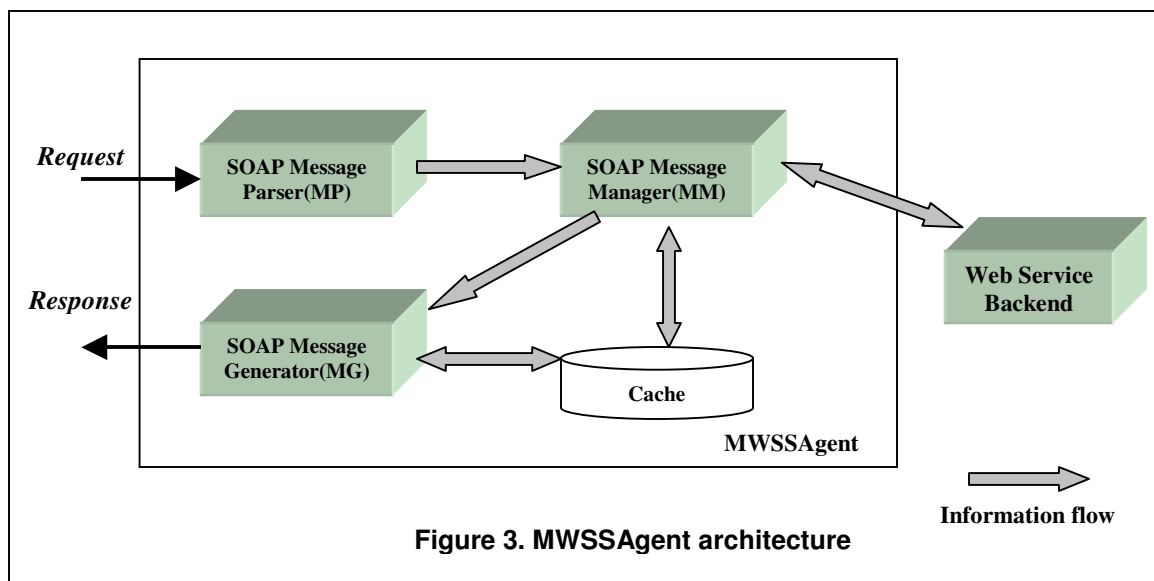 Request
SOAP Message
Parser(MP)
SOAP Message
Manager(MM)
Web Service
Backend
Response
SOAP Message
Generator(MG)
Cache
MWSSAgent
Information flow
Figure 3. MWSSAgent architecture